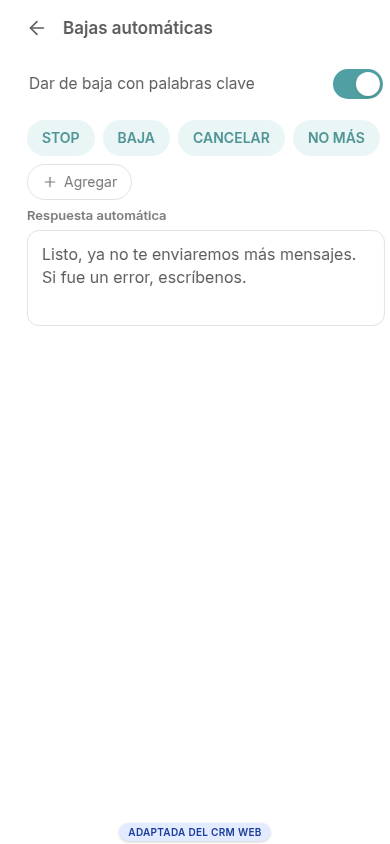 Bajas automáticas
Dar de baja con palabras clave
STOP BAJA CANCELAR NO MÁS
+ Agregar
Respuesta automática
Listo, ya no te enviaremos más mensajes.
Si fue un error, escríbenos.
ADAPTADA DEL CRM WEB